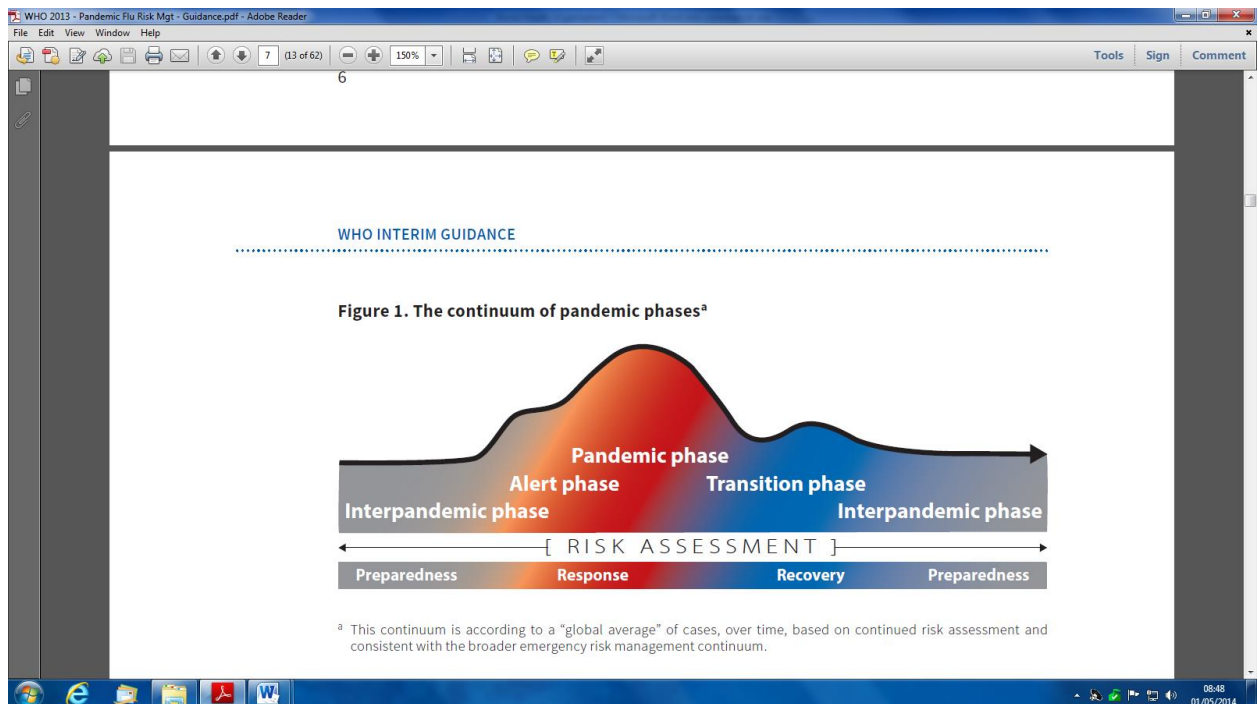 WHO 2013 - Pandemic Flu Risk Mgt - Guidance.pdf - Adobe Reader
File Edit View Window Help
7 (13 of 62) 150% Tools Sign Comment
6
WHO INTERIM GUIDANCE
Figure 1. The continuum of pandemic phasesᵃ
Pandemic phase
Alert phase Transition phase
Interpandemic phase Interpandemic phase
[ RISK ASSESSMENT ]
Preparedness Response Recovery Preparedness
ᵃ This continuum is according to a “global average” of cases, over time, based on continued risk assessment and
consistent with the broader emergency risk management continuum.
08:48
01/05/2014